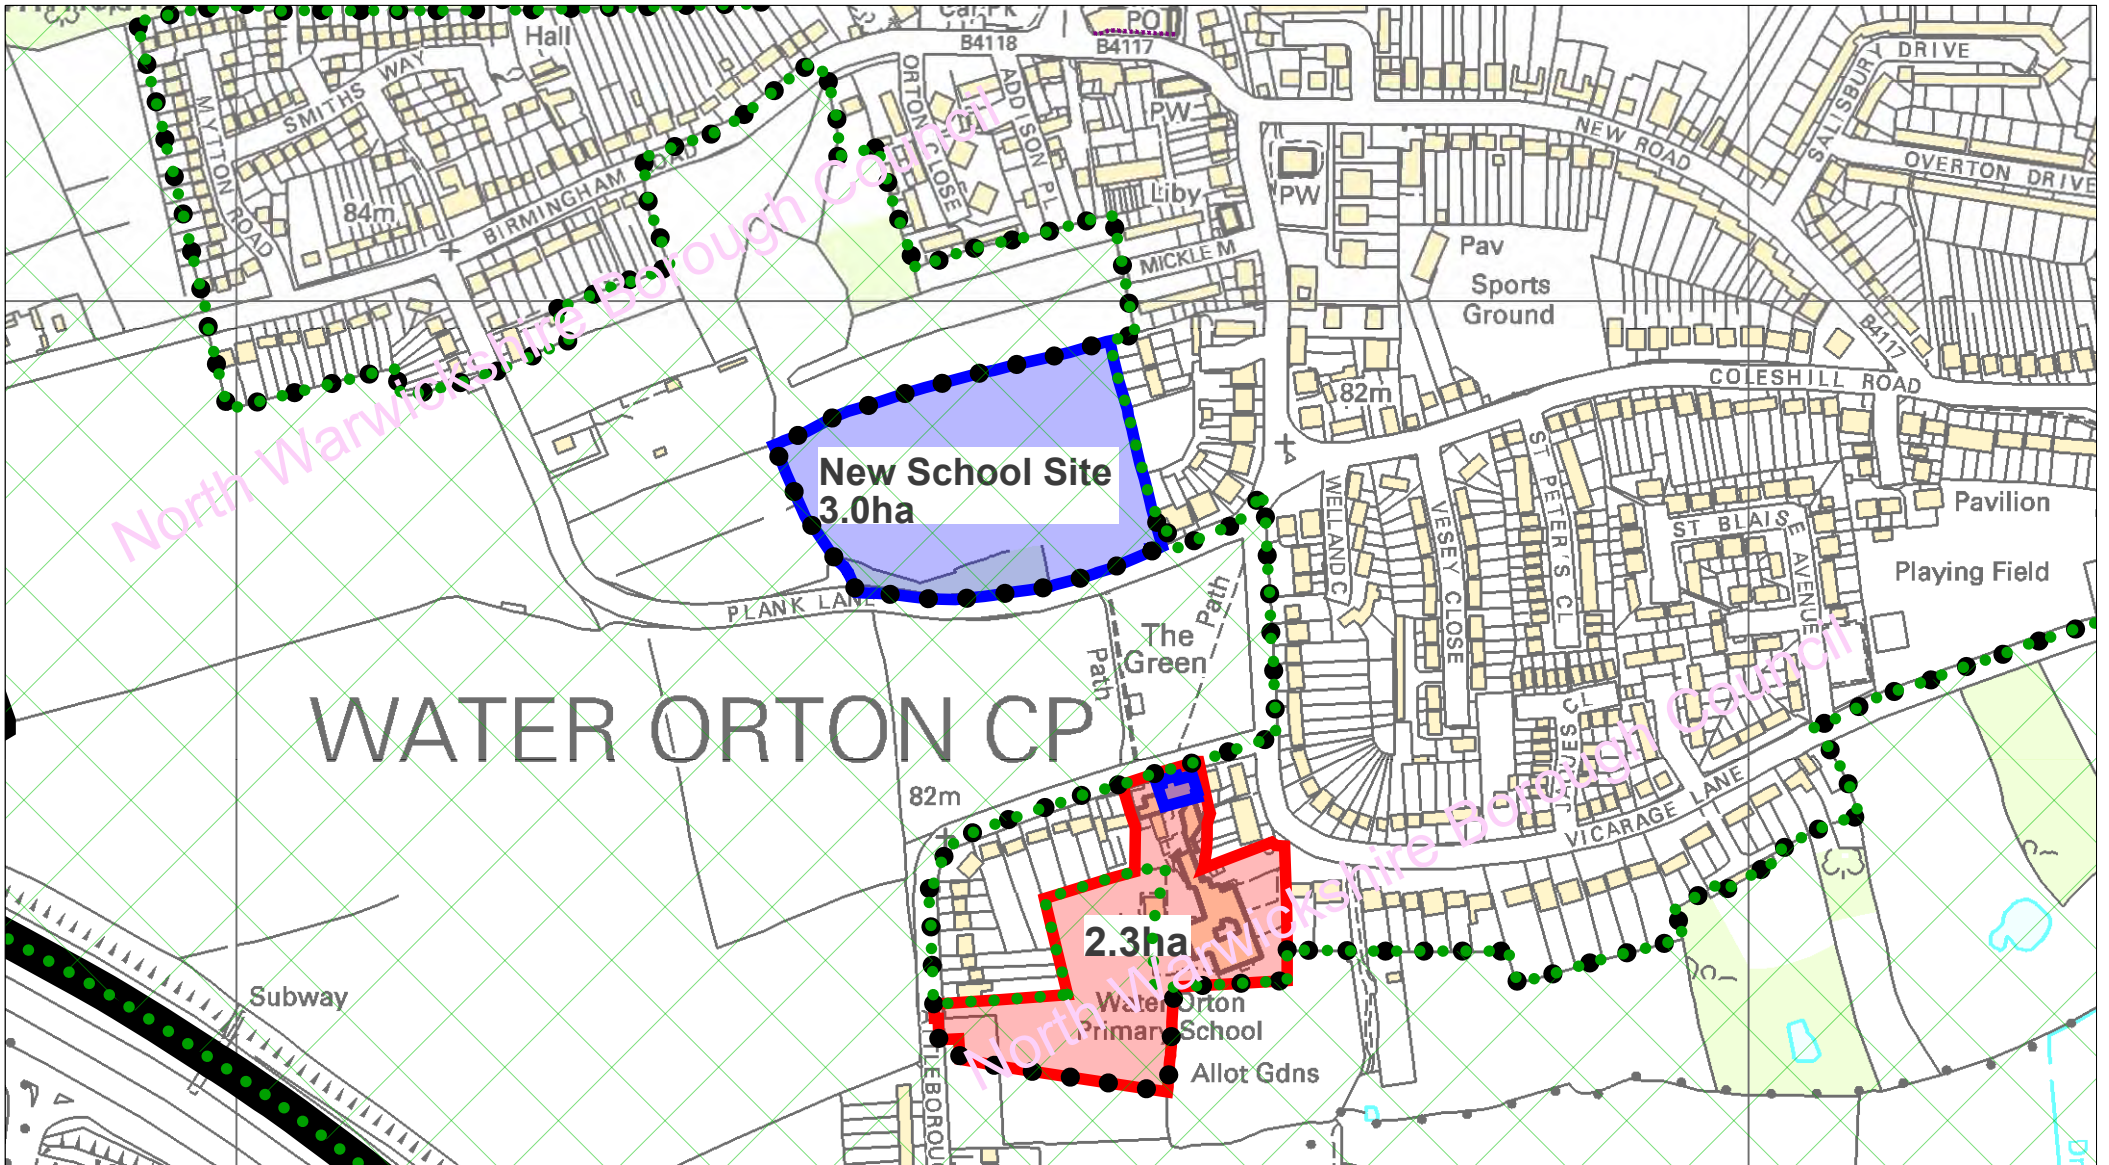 Hall
Car Pk
POT
B4118
B4117
SMITHS WAY
MYTTON ROAD
84m
BIRMINGHAM ROAD
ORTON CLOSE
ADDISON PL
PW
Liby
PW
MICKLE M
NEW ROAD
SALISBURY DRIVE
OVERTON DRIVE
Pav
Sports
Ground
B4117
82m
COLESHILL ROAD
North Warwickshire Borough Council
New School Site
3.0ha
PLANK LANE
Path
Path
The
Green
WELLAND C
VESEY CLOSE
ST PETER'S CL
ST BLAISE AVENUE
Pavilion
Playing Field
WATER ORTON CP
82m
CL
VICARAGE LANE
North Warwickshire Borough Council
2.3ha
Water Orton
Primary School
Allot Gdns
Subway